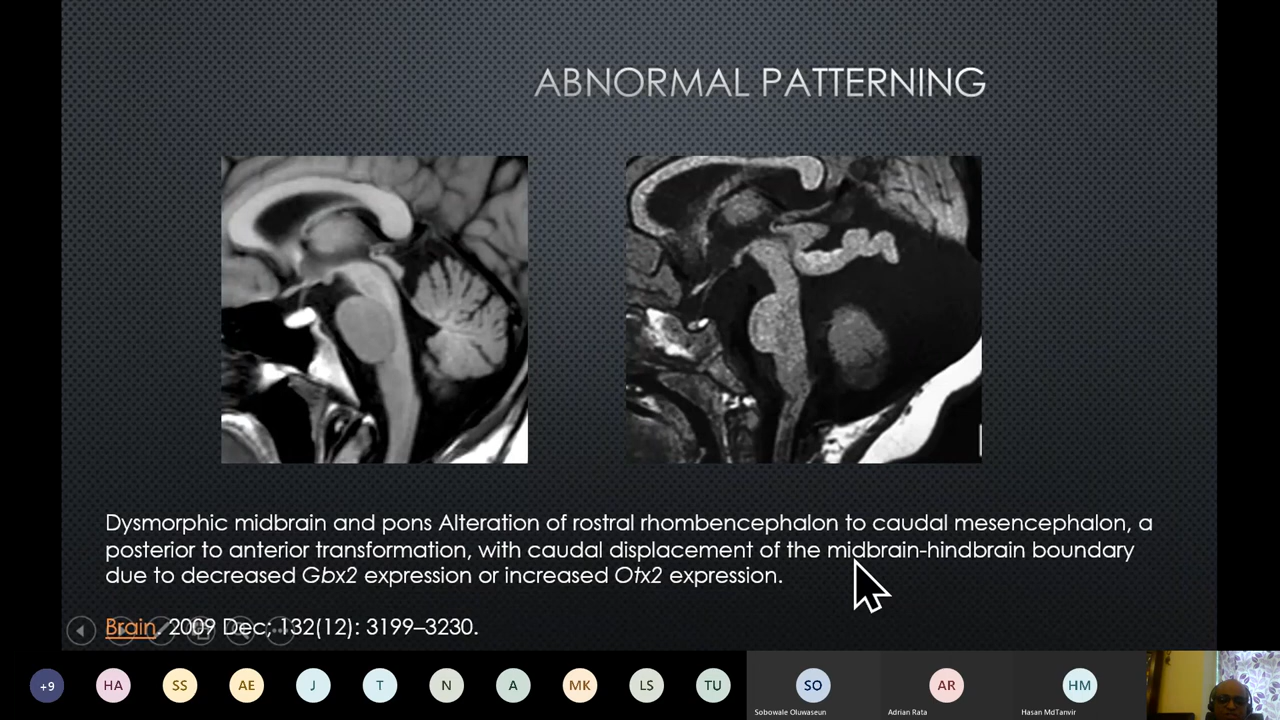 ABNORMAL PATTERNING
Dysmorphic midbrain and pons Alteration of rostral rhombencephalon to caudal mesencephalon, a
posterior to anterior transformation, with caudal displacement of the midbrain-hindbrain boundary
due to decreased Gbx2 expression or increased Otx2 expression.
Brain. 2009 Dec; 132(12): 3199–3230.
+9 HA SS AE J T N A MK LS TU SO AR HM
Sobowale Oluwaseun Adrian Rata Hasan MdTanvir